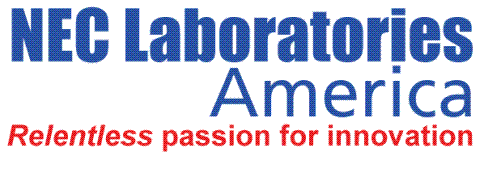 NEC Laboratories
America
Relentless passion for innovation